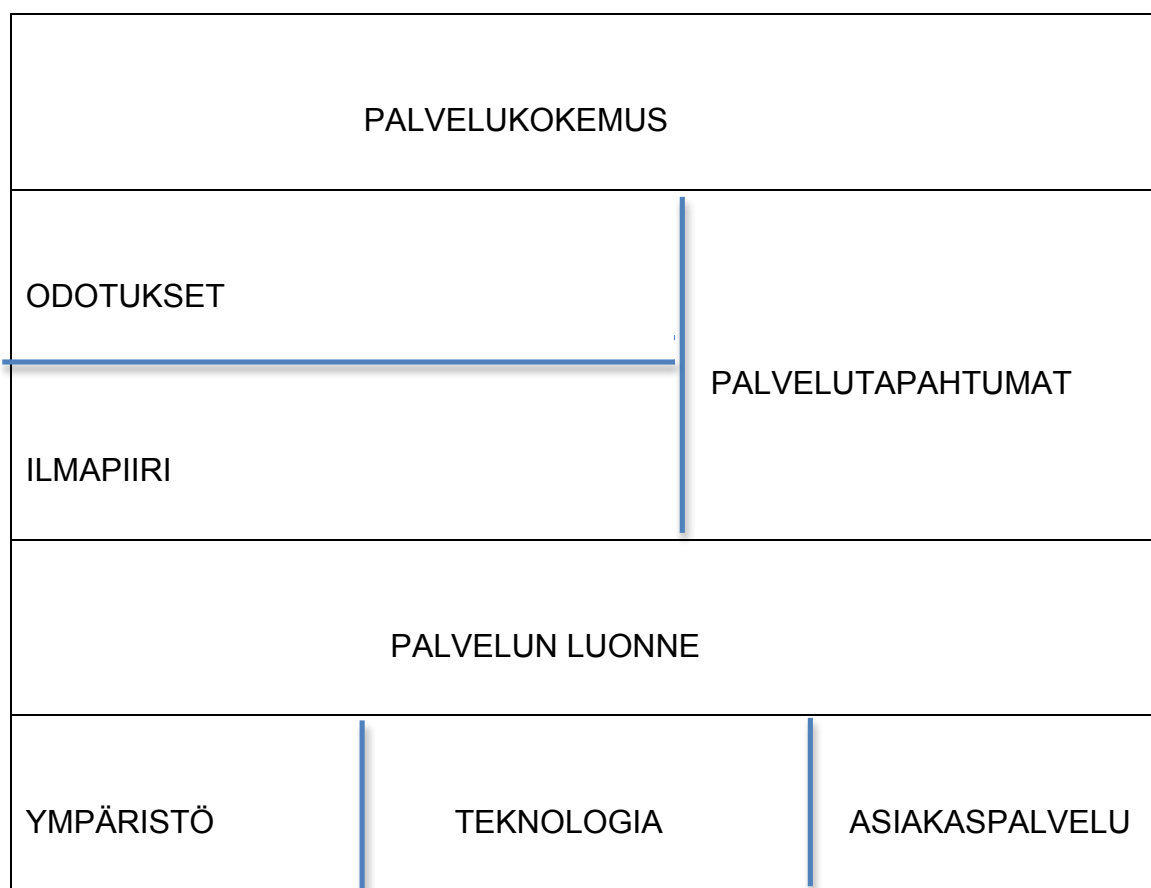 PALVELUKOKEMUS
ODOTUKSET
PALVELUTAPAHTUMAT
ILMAPIIRI
PALVELUN LUONNE
YMPÄRISTÖ
TEKNOLOGIA
ASIAKASPALVELU